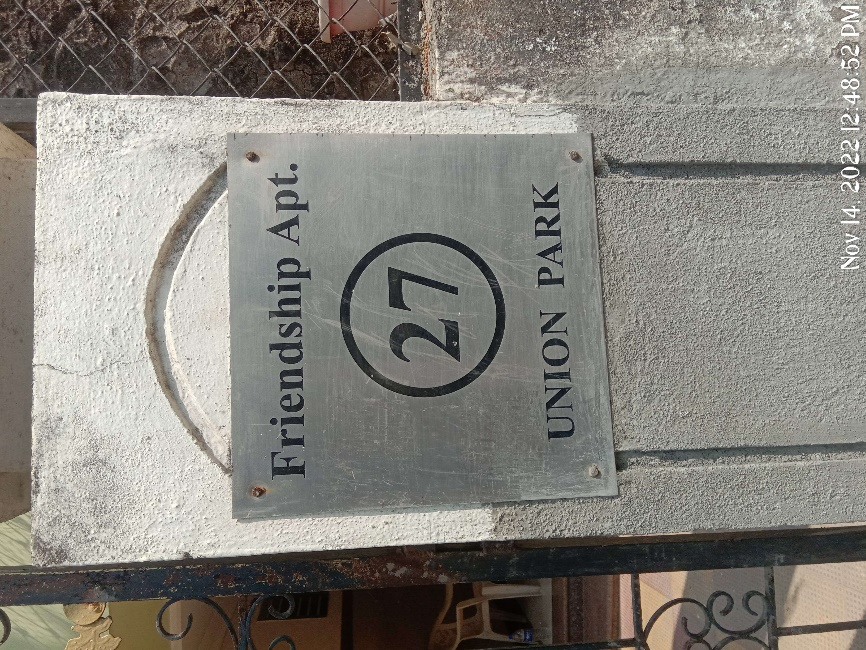 Friendship Apt.
27
UNION PARK
Nov 14, 2022 12:48:52 PM